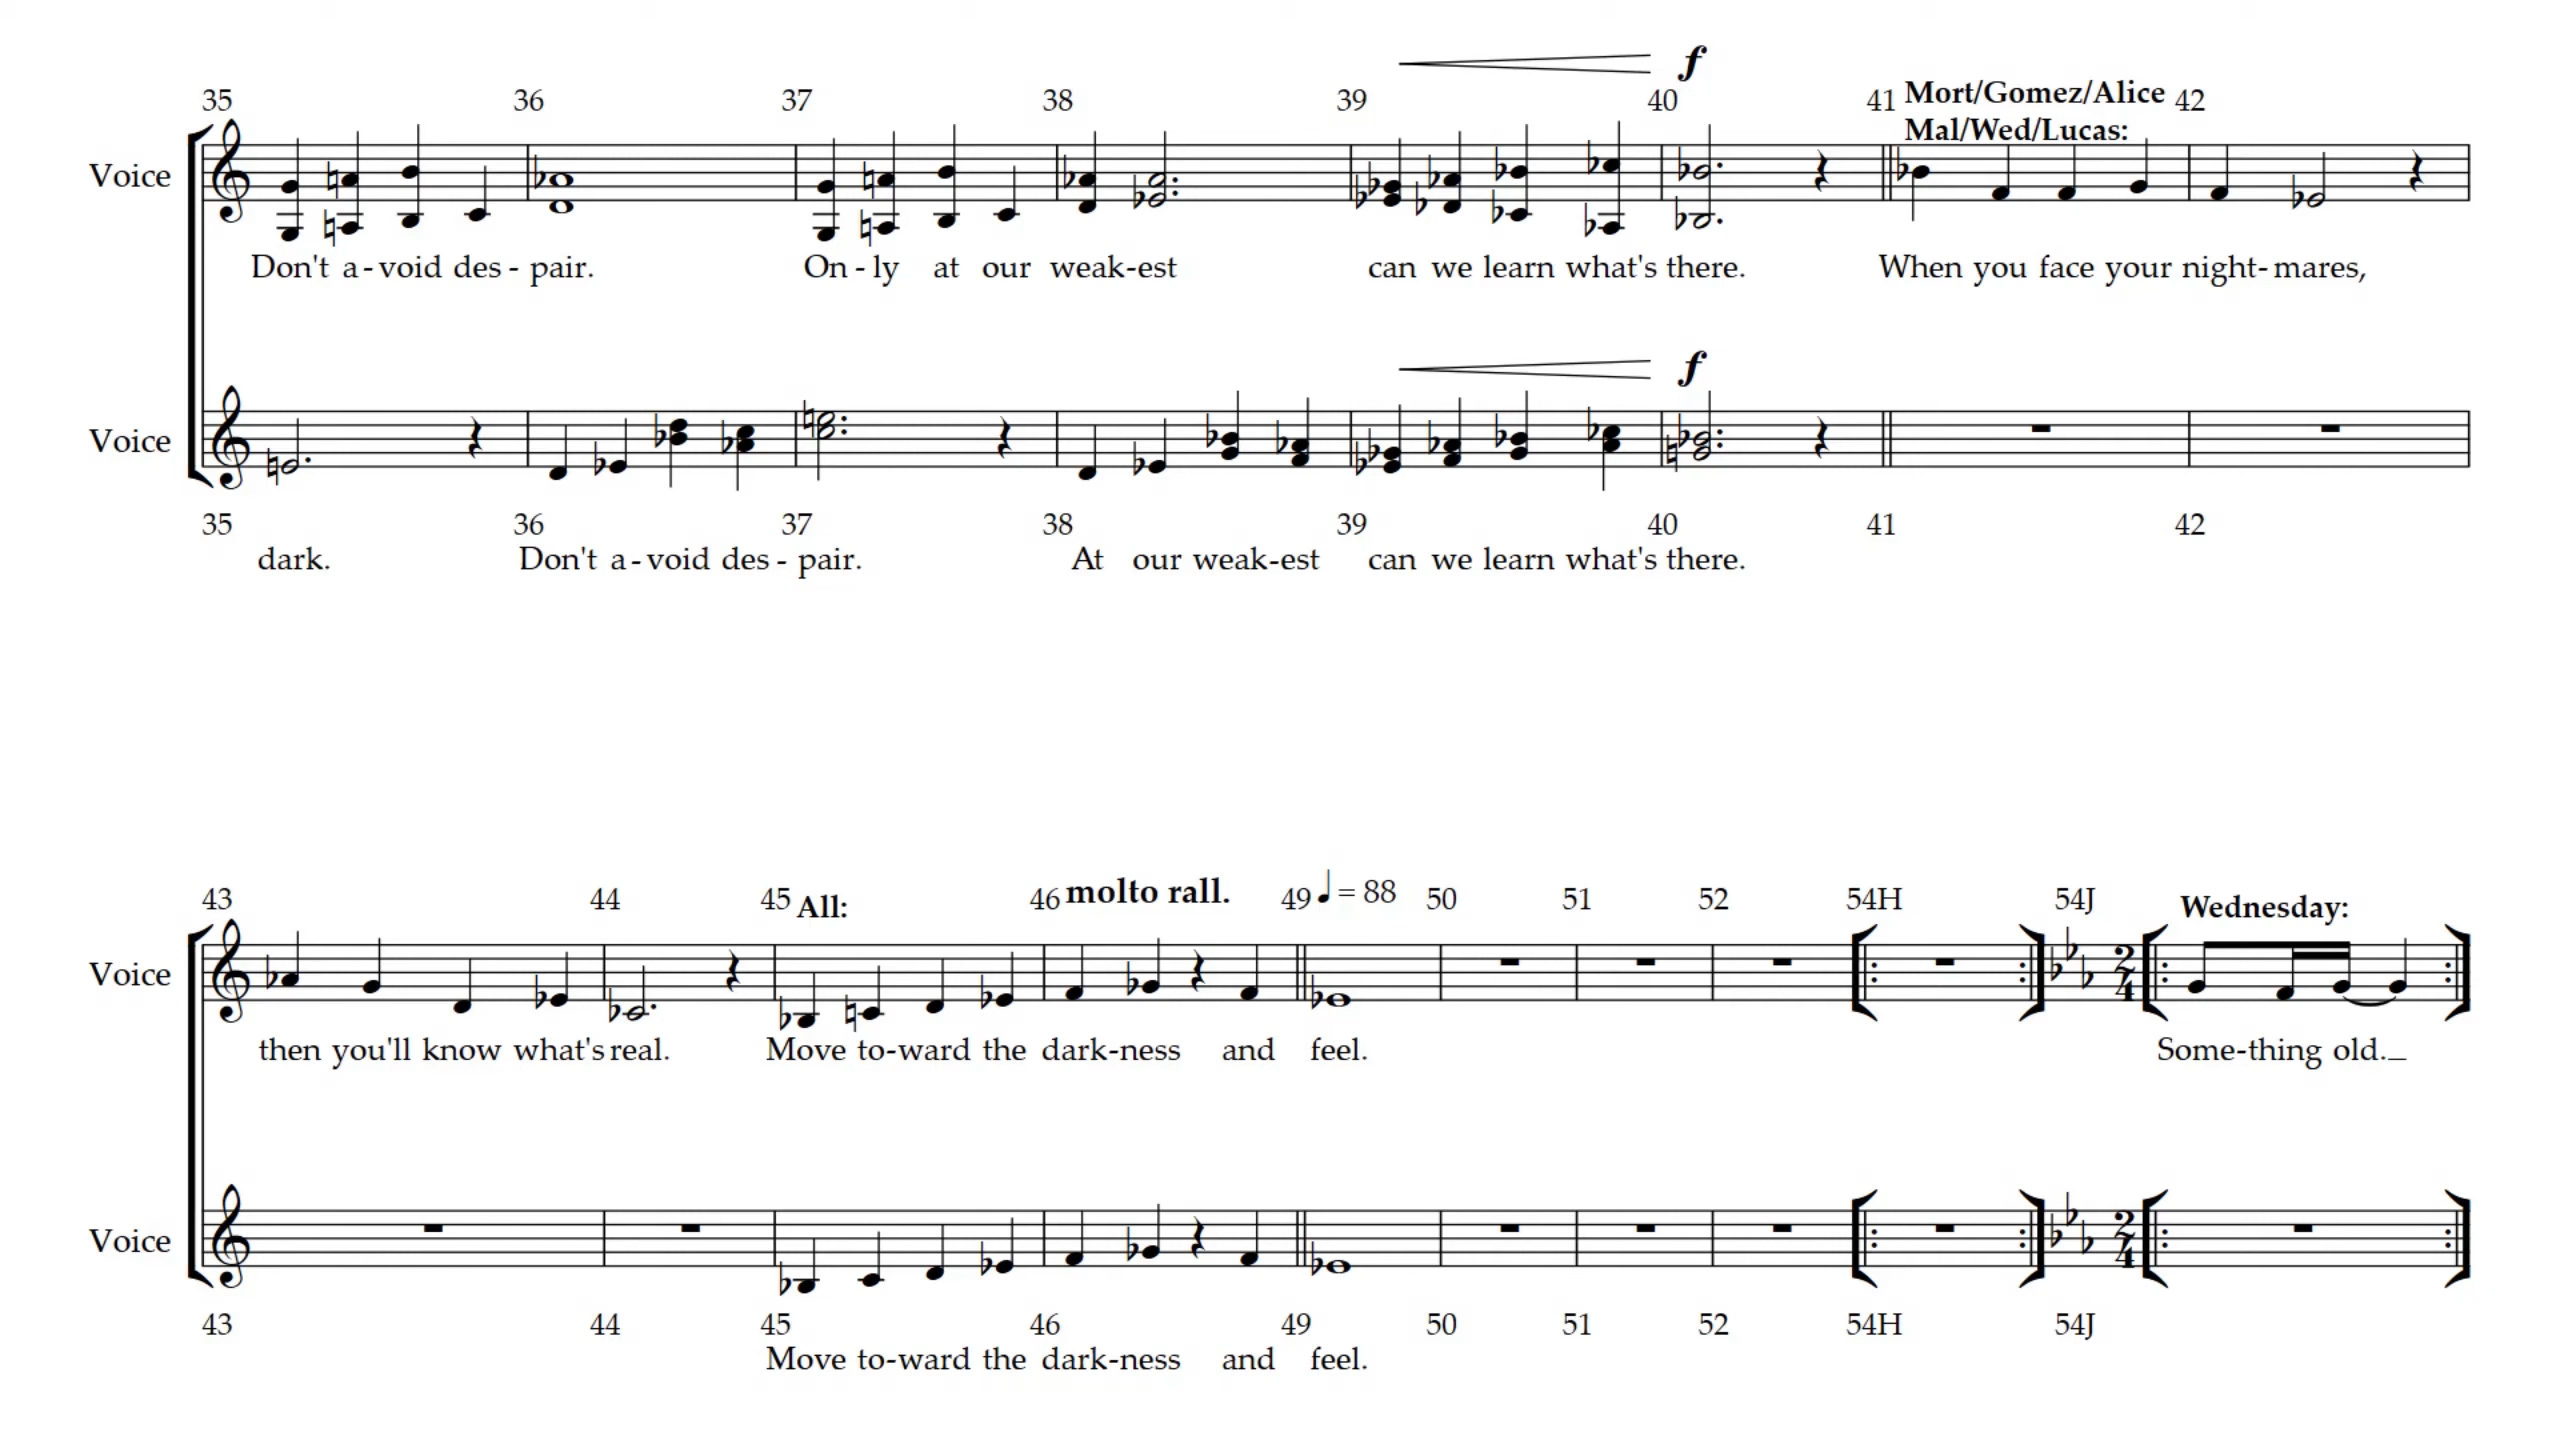 f
35 36 37 38 39 40 41 Mort/Gomez/Alice 42
Mal/Wed/Lucas:
Voice
Don't a-void des-pair. On-ly at our weak-est can we learn what's there. When you face your night-mares,
f
Voice
35 36 37 38 39 40 41 42
dark. Don't a-void des-pair. At our weak-est can we learn what's there.
43 44 45 All: 46 molto rall. 49 ♩ = 88 50 51 52 54H 54J Wednesday:
Voice 2/4
then you'll know what's real. Move to-ward the dark-ness and feel. Some-thing old._
Voice 2/4
43 44 45 46 49 50 51 52 54H 54J
Move to-ward the dark-ness and feel.